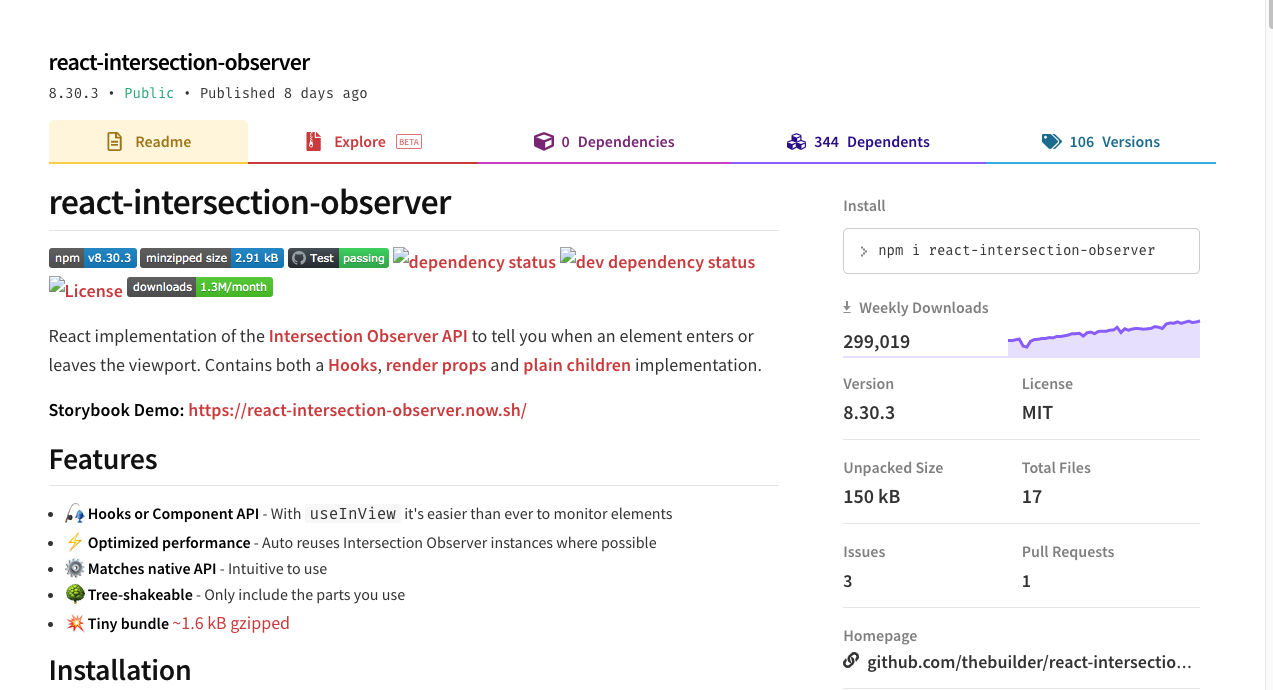 react-intersection-observer
8.30.3 • Public • Published 8 days ago
Readme
Explore BETA
0 Dependencies
344 Dependents
106 Versions
react-intersection-observer
npm v8.30.3 minzipped size 2.91 kB Test passing dependency status dev dependency status
License downloads 1.3M/month
React implementation of the Intersection Observer API to tell you when an element enters or
leaves the viewport. Contains both a Hooks, render props and plain children implementation.
Storybook Demo: https://react-intersection-observer.now.sh/
Features
• 🎣 Hooks or Component API - With useInView it's easier than ever to monitor elements
• ⚡️ Optimized performance - Auto reuses Intersection Observer instances where possible
• ⚙️ Matches native API - Intuitive to use
• 🌳 Tree-shakeable - Only include the parts you use
• 💥 Tiny bundle ~1.6 kB gzipped
Installation
Install
> npm i react-intersection-observer
Weekly Downloads
299,019
Version
8.30.3
License
MIT
Unpacked Size
150 kB
Total Files
17
Issues
3
Pull Requests
1
Homepage
github.com/thebuilder/react-intersectio...